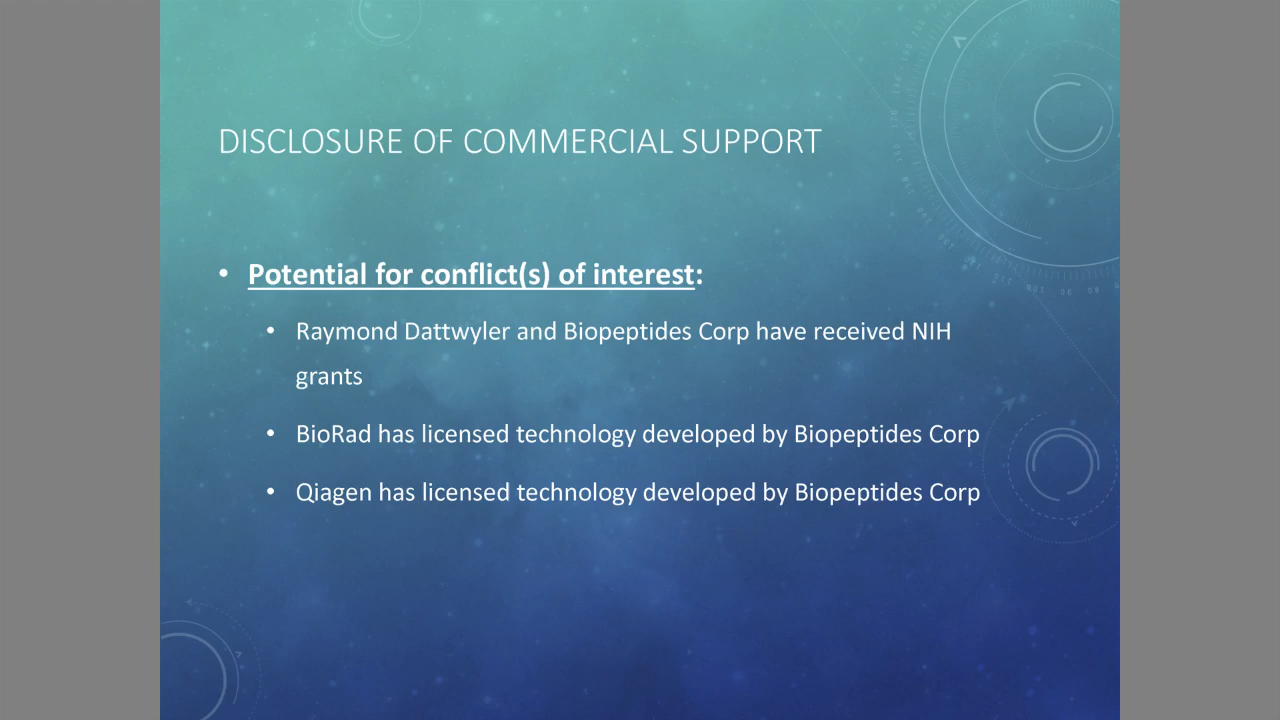 DISCLOSURE OF COMMERCIAL SUPPORT
• Potential for conflict(s) of interest:
• Raymond Dattwyler and Biopeptides Corp have received NIH
grants
• BioRad has licensed technology developed by Biopeptides Corp
• Qiagen has licensed technology developed by Biopeptides Corp